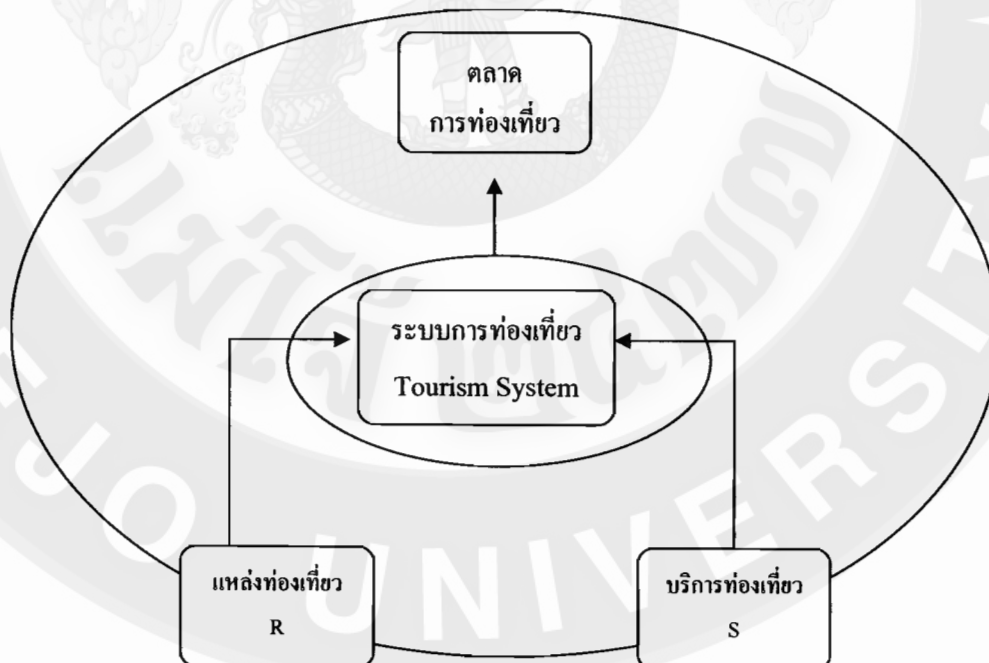 ตลาด
การท่องเที่ยว
ระบบการท่องเที่ยว
Tourism System
แหล่งท่องเที่ยว
R
บริการท่องเที่ยว
S
JO UNIVERSIT